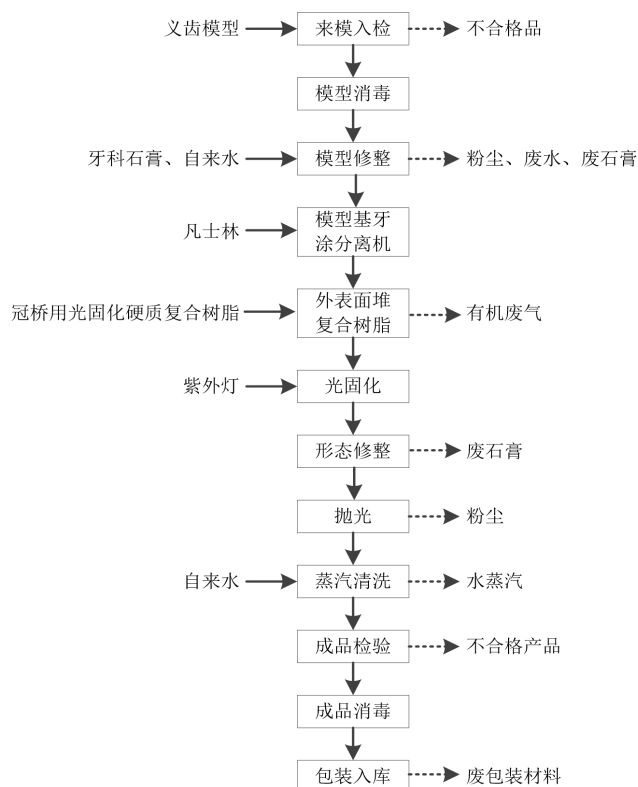 义齿模型
来模入检
不合格品
模型消毒
牙科石膏、自来水
模型修整
粉尘、废水、废石膏
凡士林
模型基牙
涂分离机
冠桥用光固化硬质复合树脂
外表面堆
复合树脂
有机废气
紫外灯
光固化
形态修整
废石膏
抛光
粉尘
自来水
蒸汽清洗
水蒸汽
成品检验
不合格产品
成品消毒
包装入库
废包装材料